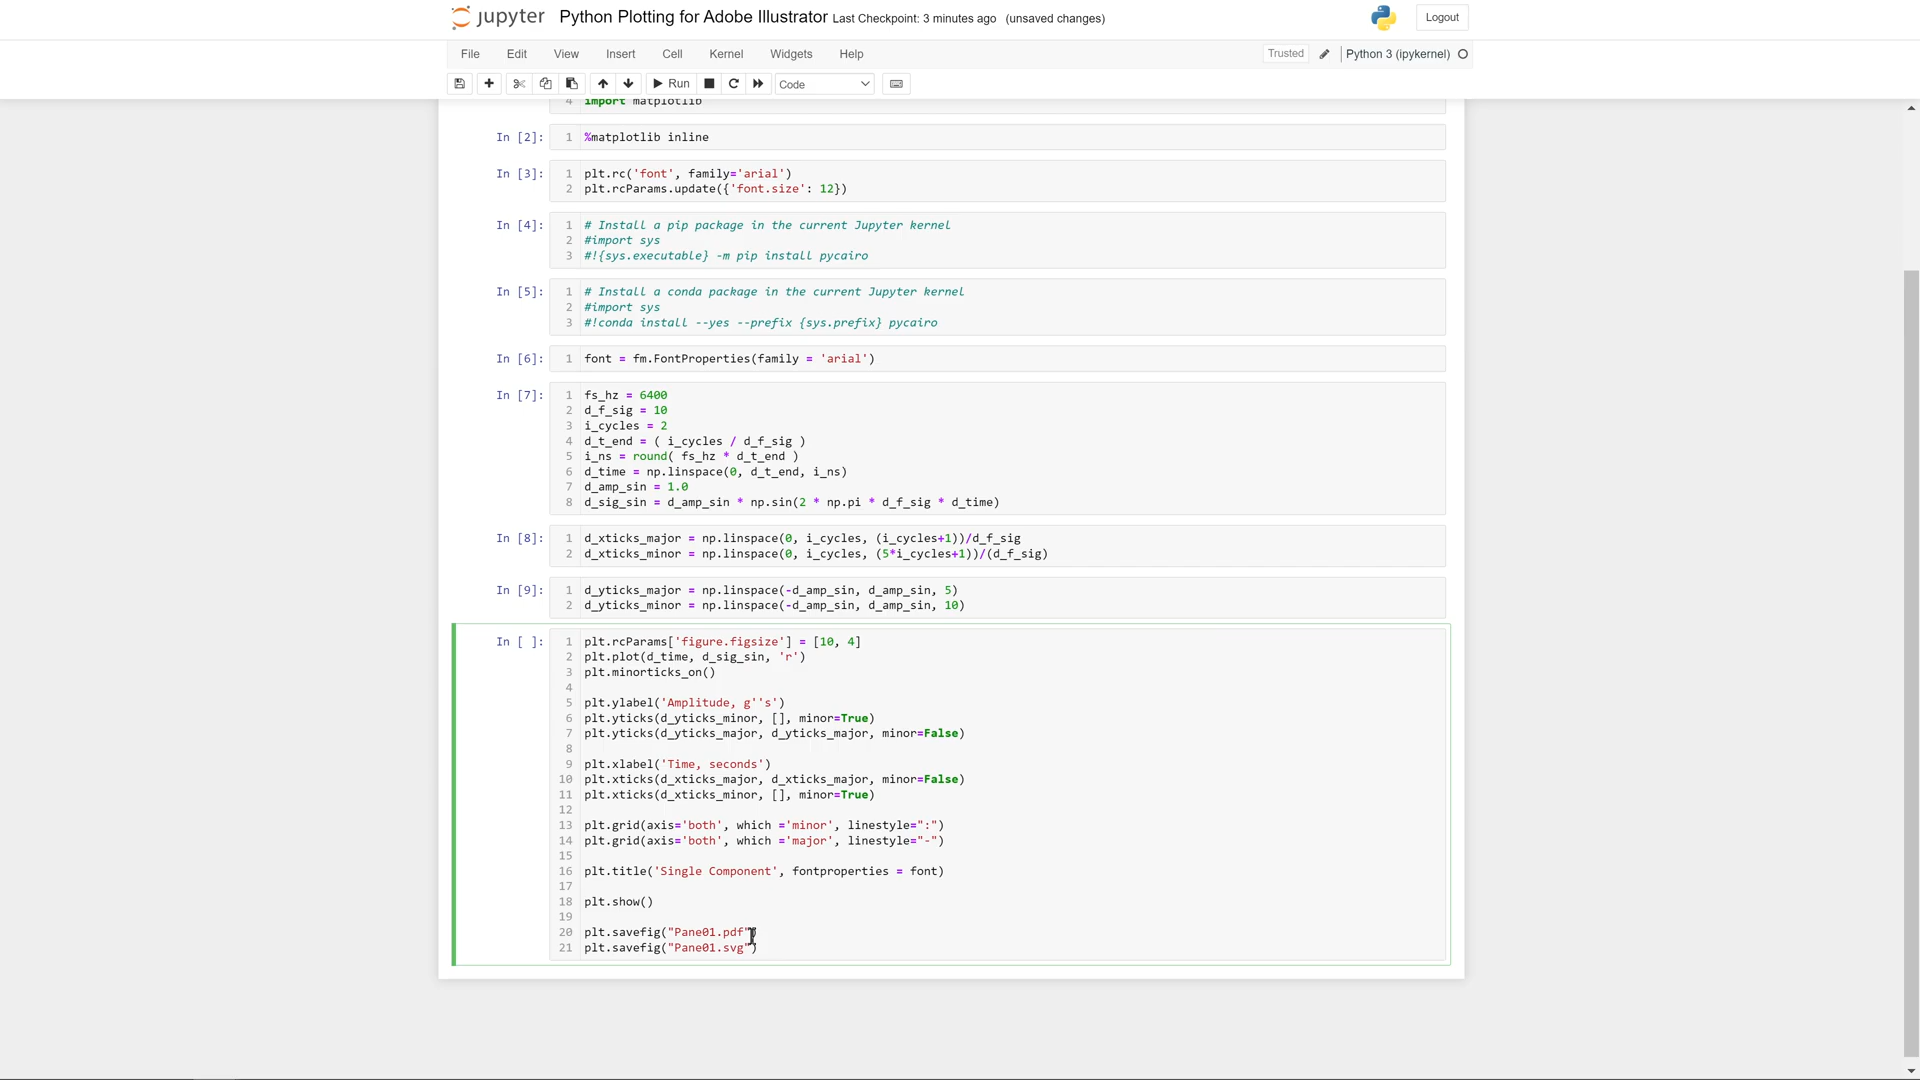 jupyter Python Plotting for Adobe Illustrator Last Checkpoint: 3 minutes ago (unsaved changes) Logout
File Edit View Insert Cell Kernel Widgets Help Trusted Python 3 (ipykernel)
Run Code
4 import matplotlib
In [2]: 1 %matplotlib inline
In [3]: 1 plt.rc('font', family='arial')
2 plt.rcParams.update({'font.size': 12})
In [4]: 1 # Install a pip package in the current Jupyter kernel
2 #import sys
3 #!{sys.executable} -m pip install pycairo
In [5]: 1 # Install a conda package in the current Jupyter kernel
2 #import sys
3 #!conda install --yes --prefix {sys.prefix} pycairo
In [6]: 1 font = fm.FontProperties(family = 'arial')
In [7]: 1 fs_hz = 6400
2 d_f_sig = 10
3 i_cycles = 2
4 d_t_end = ( i_cycles / d_f_sig )
5 i_ns = round( fs_hz * d_t_end )
6 d_time = np.linspace(0, d_t_end, i_ns)
7 d_amp_sin = 1.0
8 d_sig_sin = d_amp_sin * np.sin(2 * np.pi * d_f_sig * d_time)
In [8]: 1 d_xticks_major = np.linspace(0, i_cycles, (i_cycles+1))/d_f_sig
2 d_xticks_minor = np.linspace(0, i_cycles, (5*i_cycles+1))/(d_f_sig)
In [9]: 1 d_yticks_major = np.linspace(-d_amp_sin, d_amp_sin, 5)
2 d_yticks_minor = np.linspace(-d_amp_sin, d_amp_sin, 10)
In [ ]: 1 plt.rcParams['figure.figsize'] = [10, 4]
2 plt.plot(d_time, d_sig_sin, 'r')
3 plt.minorticks_on()
4
5 plt.ylabel('Amplitude, g''s')
6 plt.yticks(d_yticks_minor, [], minor=True)
7 plt.yticks(d_yticks_major, d_yticks_major, minor=False)
8
9 plt.xlabel('Time, seconds')
10 plt.xticks(d_xticks_major, d_xticks_major, minor=False)
11 plt.xticks(d_xticks_minor, [], minor=True)
12
13 plt.grid(axis='both', which ='minor', linestyle=":")
14 plt.grid(axis='both', which ='major', linestyle="-")
15
16 plt.title('Single Component', fontproperties = font)
17
18 plt.show()
19
20 plt.savefig("Pane01.pdf")
21 plt.savefig("Pane01.svg")